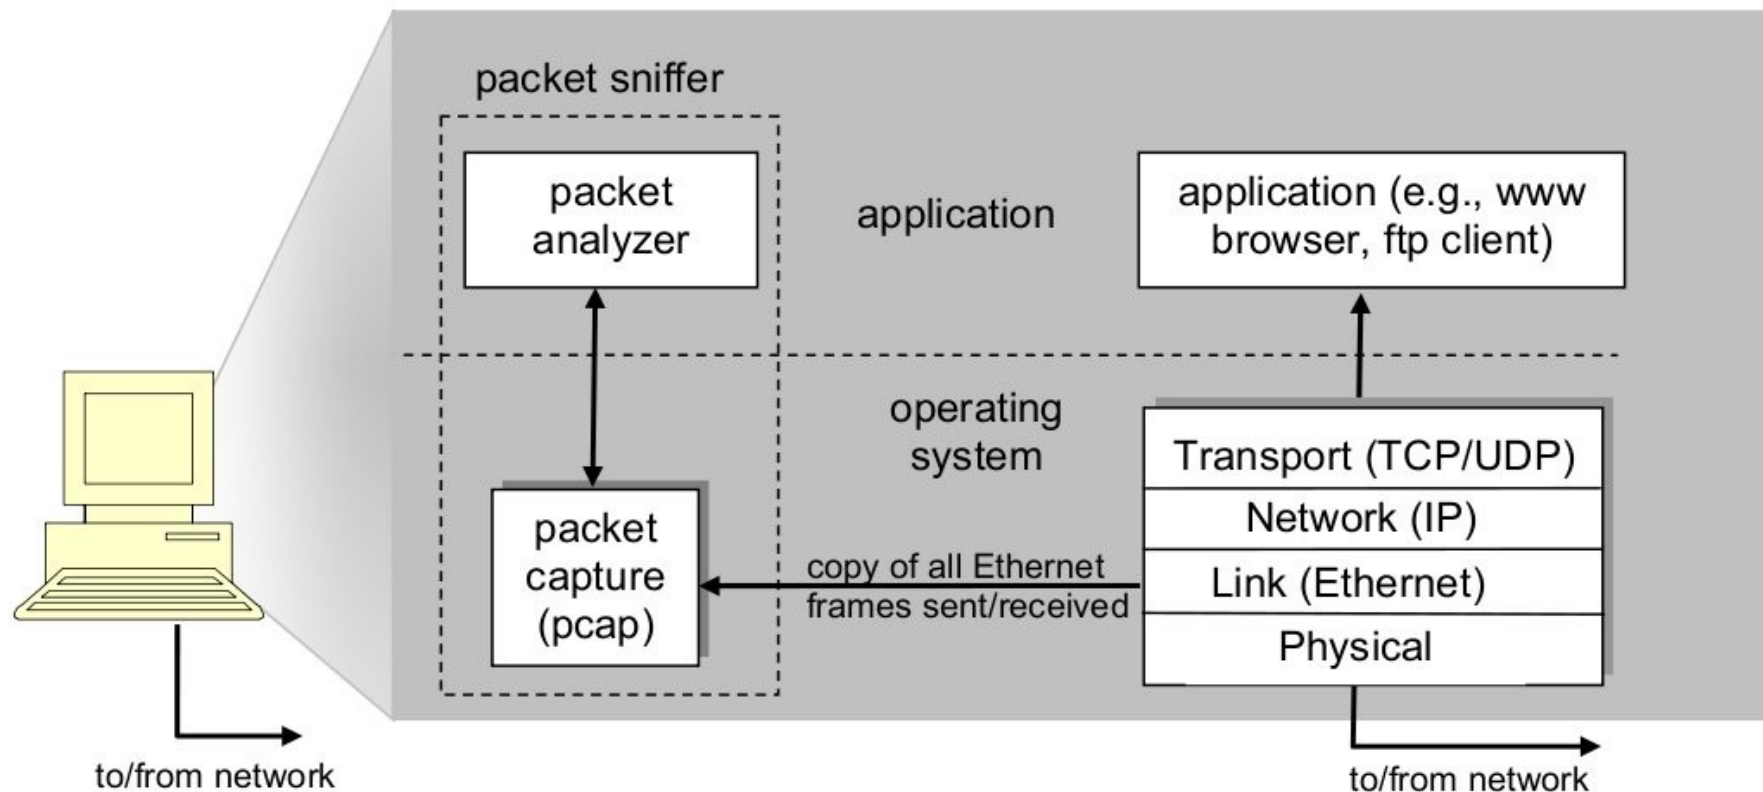 packet sniffer
packet
analyzer
application
application (e.g., www
browser, ftp client)
operating
system
packet
capture
(pcap)
copy of all Ethernet
frames sent/received
Transport (TCP/UDP)
Network (IP)
Link (Ethernet)
Physical
to/from network
to/from network